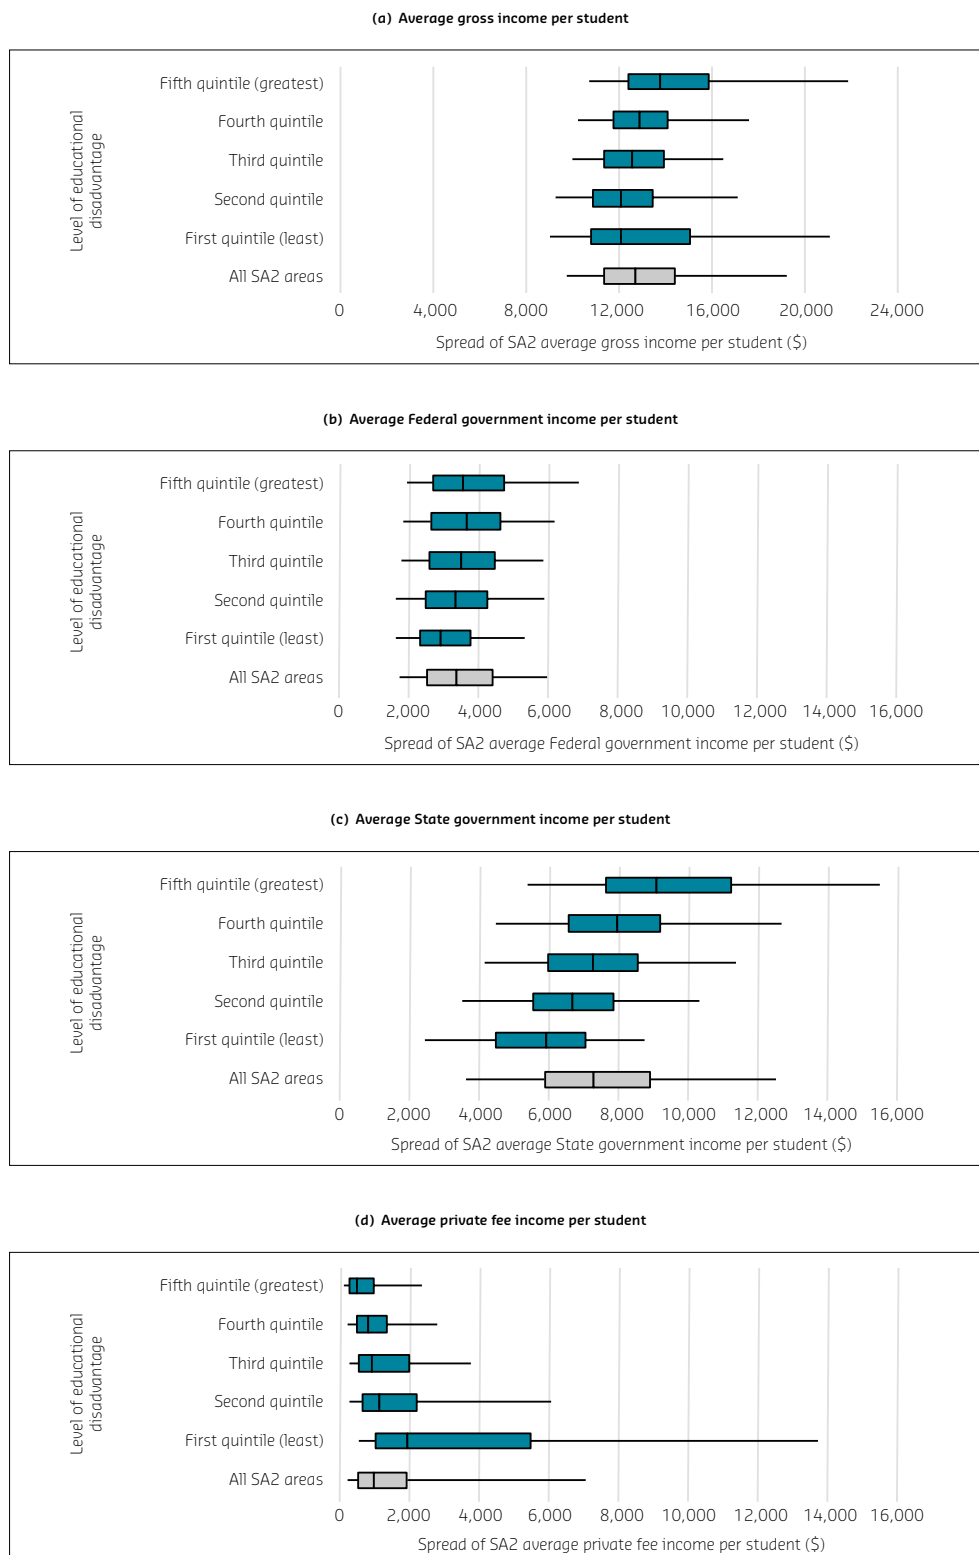 (a) Average gross income per student
Level of educational
disadvantage
Fifth quintile (greatest)
Fourth quintile
Third quintile
Second quintile
First quintile (least)
All SA2 areas
0 4,000 8,000 12,000 16,000 20,000 24,000
Spread of SA2 average gross income per student ($)
(b) Average Federal government income per student
Level of educational
disadvantage
Fifth quintile (greatest)
Fourth quintile
Third quintile
Second quintile
First quintile (least)
All SA2 areas
0 2,000 4,000 6,000 8,000 10,000 12,000 14,000 16,000
Spread of SA2 average Federal government income per student ($)
(c) Average State government income per student
Level of educational
disadvantage
Fifth quintile (greatest)
Fourth quintile
Third quintile
Second quintile
First quintile (least)
All SA2 areas
0 2,000 4,000 6,000 8,000 10,000 12,000 14,000 16,000
Spread of SA2 average State government income per student ($)
(d) Average private fee income per student
Level of educational
disadvantage
Fifth quintile (greatest)
Fourth quintile
Third quintile
Second quintile
First quintile (least)
All SA2 areas
0 2,000 4,000 6,000 8,000 10,000 12,000 14,000 16,000
Spread of SA2 average private fee income per student ($)